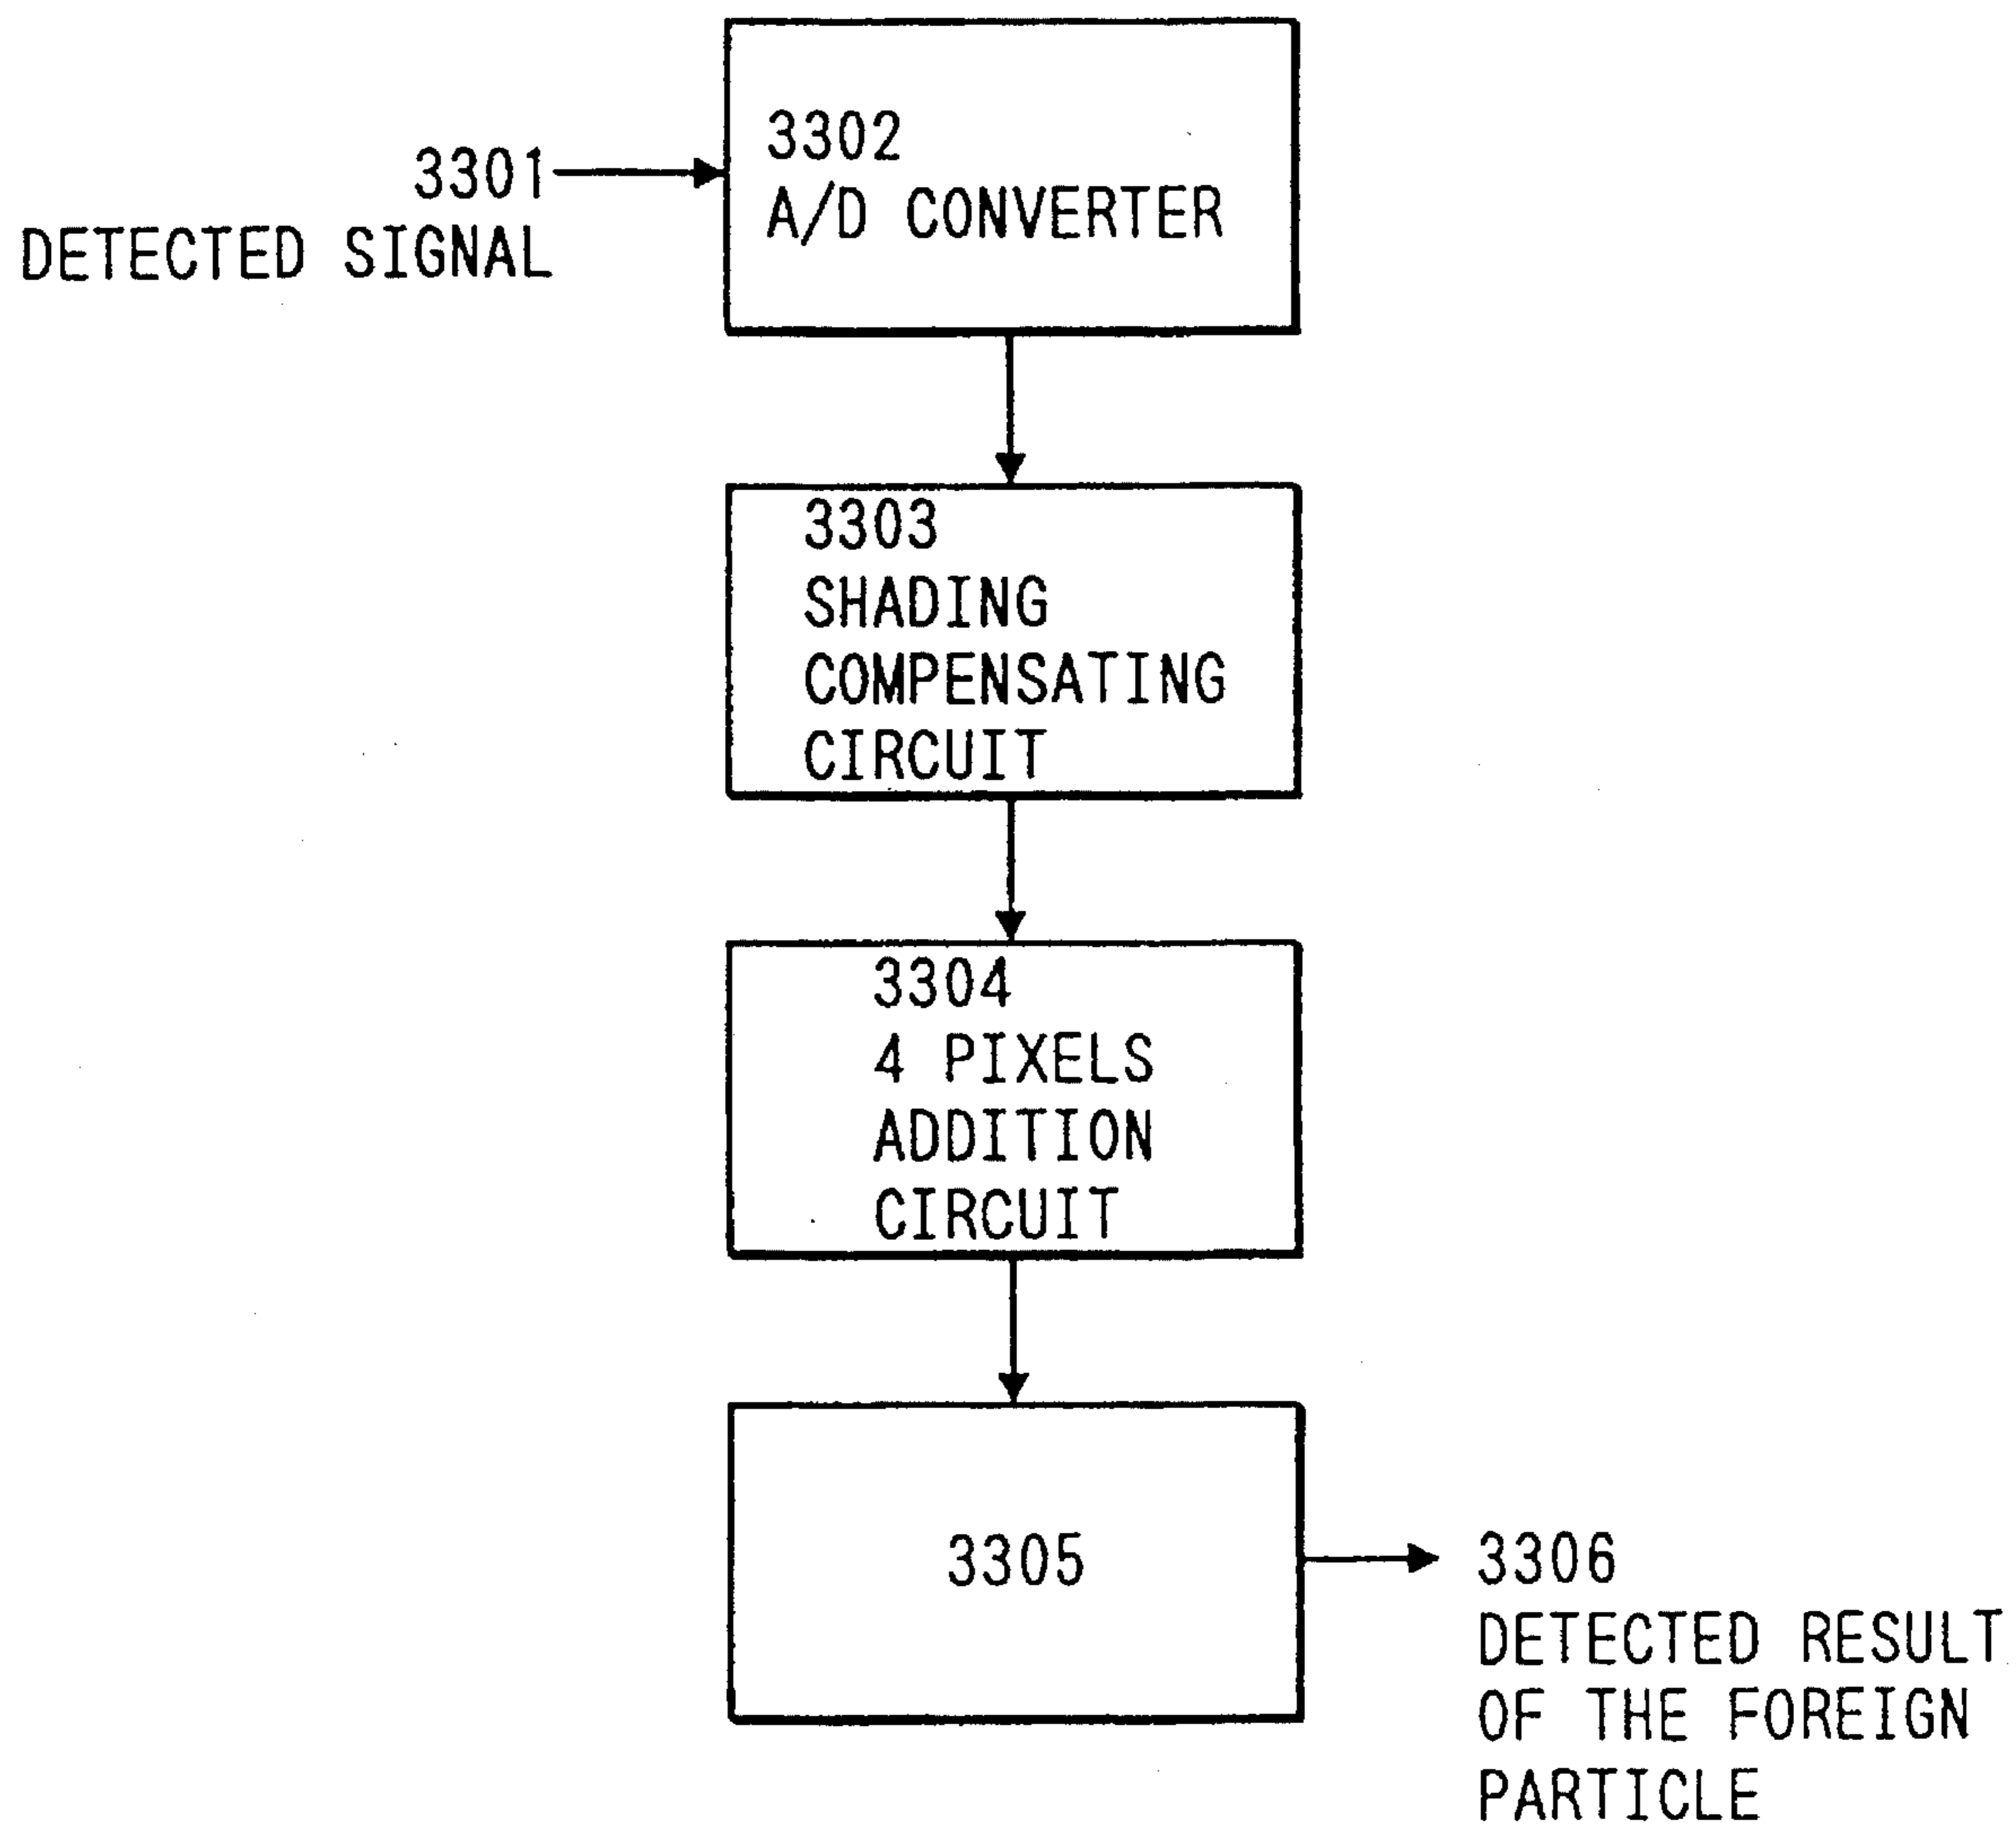 3301
DETECTED SIGNAL
3302
A/D CONVERTER
3303
SHADING
COMPENSATING
CIRCUIT
3304
4 PIXELS
ADDITION
CIRCUIT
3305
3306
DETECTED RESULT
OF THE FOREIGN
PARTICLE